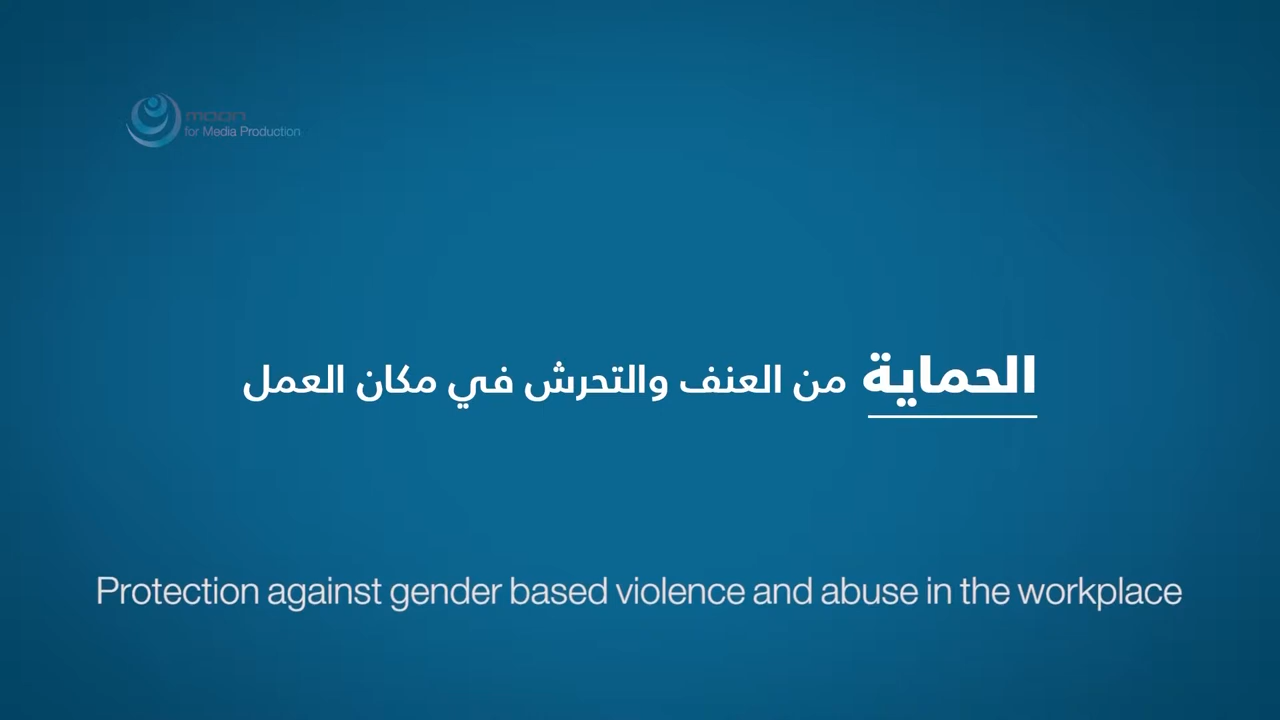 moon
for Media Production
الحماية من العنف والتحرش في مكان العمل
Protection against gender based violence and abuse in the workplace